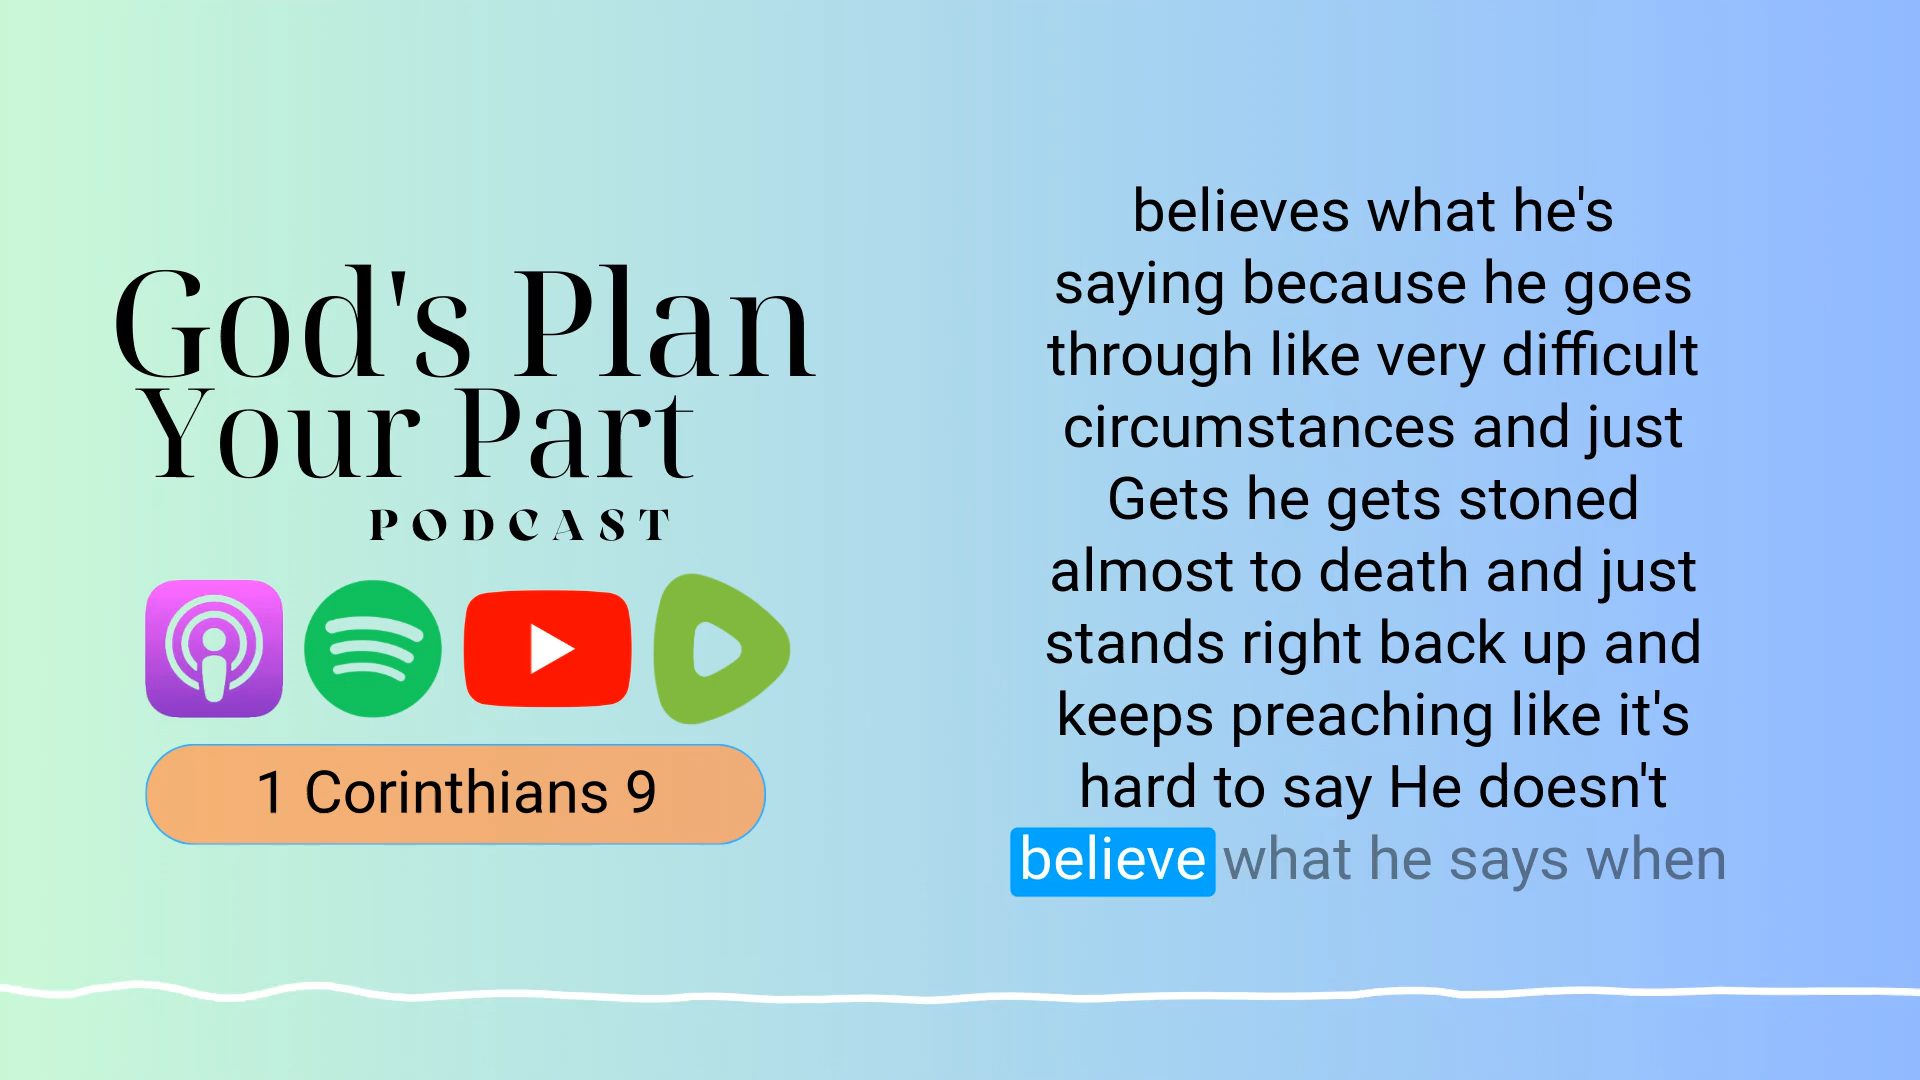 God's Plan
Your Part
PODCAST
1 Corinthians 9
believes what he's
saying because he goes
through like very difficult
circumstances and just
Gets he gets stoned
almost to death and just
stands right back up and
keeps preaching like it's
hard to say He doesn't
believe what he says when